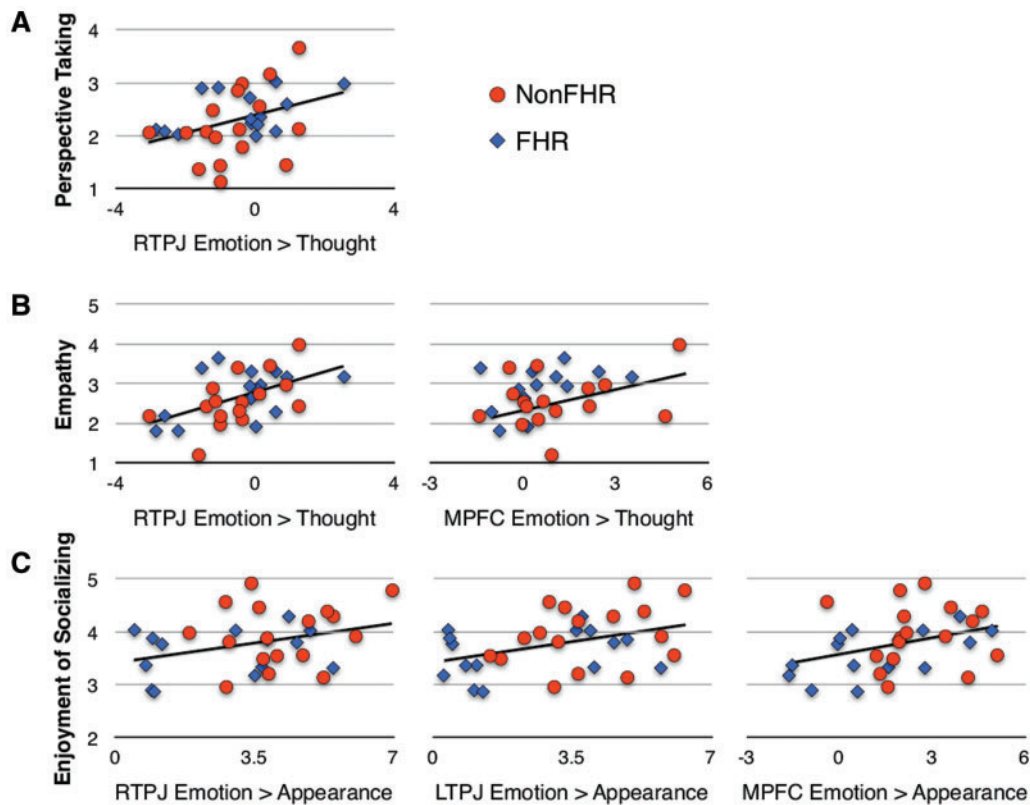 A
Perspective Taking
4
3
2
1
-4 0 4
RTPJ Emotion > Thought
NonFHR
FHR
B
Empathy
5
4
3
2
1
-4 0 4
RTPJ Emotion > Thought
-3 0 3 6
MPFC Emotion > Thought
C
Enjoyment of Socializing
5
4
3
2
0 3.5 7
RTPJ Emotion > Appearance
0 3.5 7
LTPJ Emotion > Appearance
-3 0 3 6
MPFC Emotion > Appearance